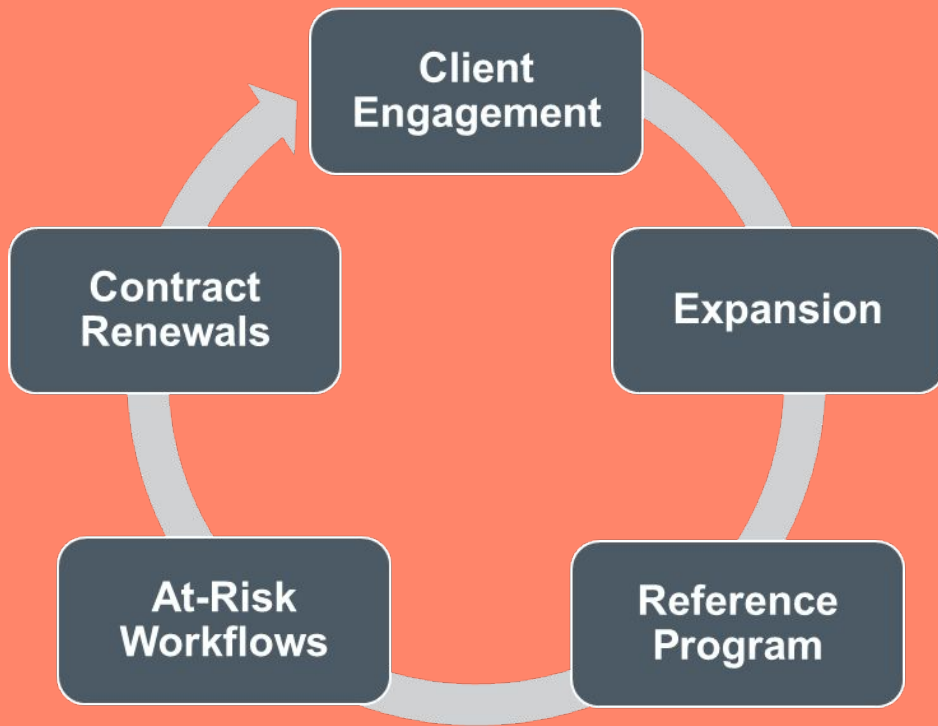 Client
Engagement
Expansion
Reference
Program
At-Risk
Workflows
Contract
Renewals